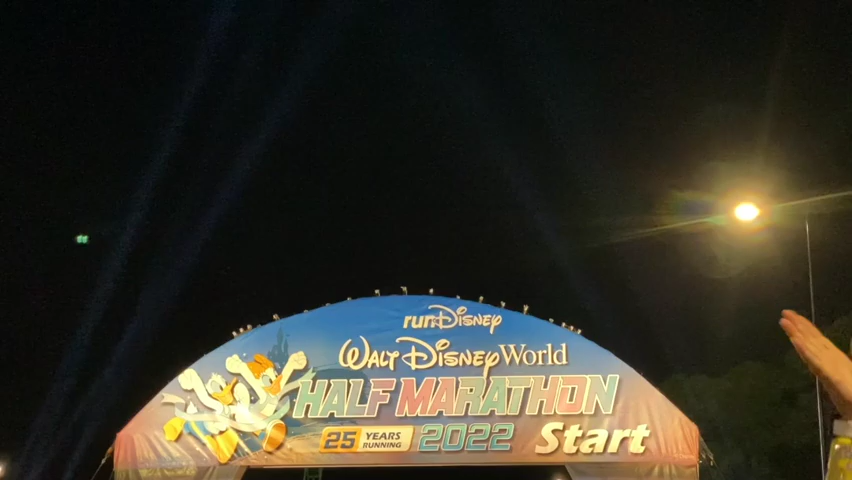 runDisney
WALT DISNEY World
HALF MARATHON
25 YEARS RUNNING 2022 Start